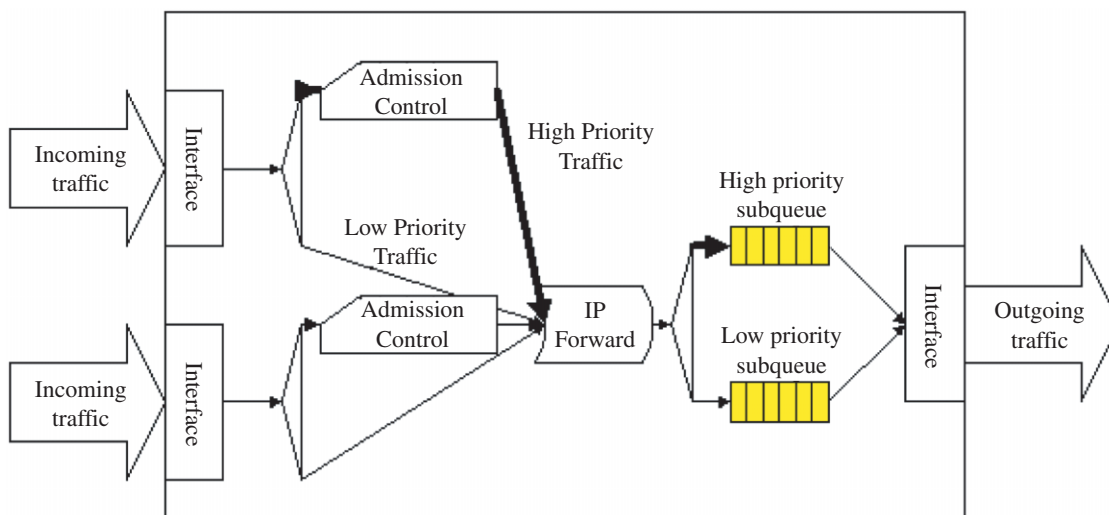 Admission
Control
High Priority
Traffic
Incoming
traffic
Interface
Low Priority
Traffic
High priority
subqueue
Admission
Control
IP
Forward
Low priority
subqueue
Interface
Outgoing
traffic
Incoming
traffic
Interface